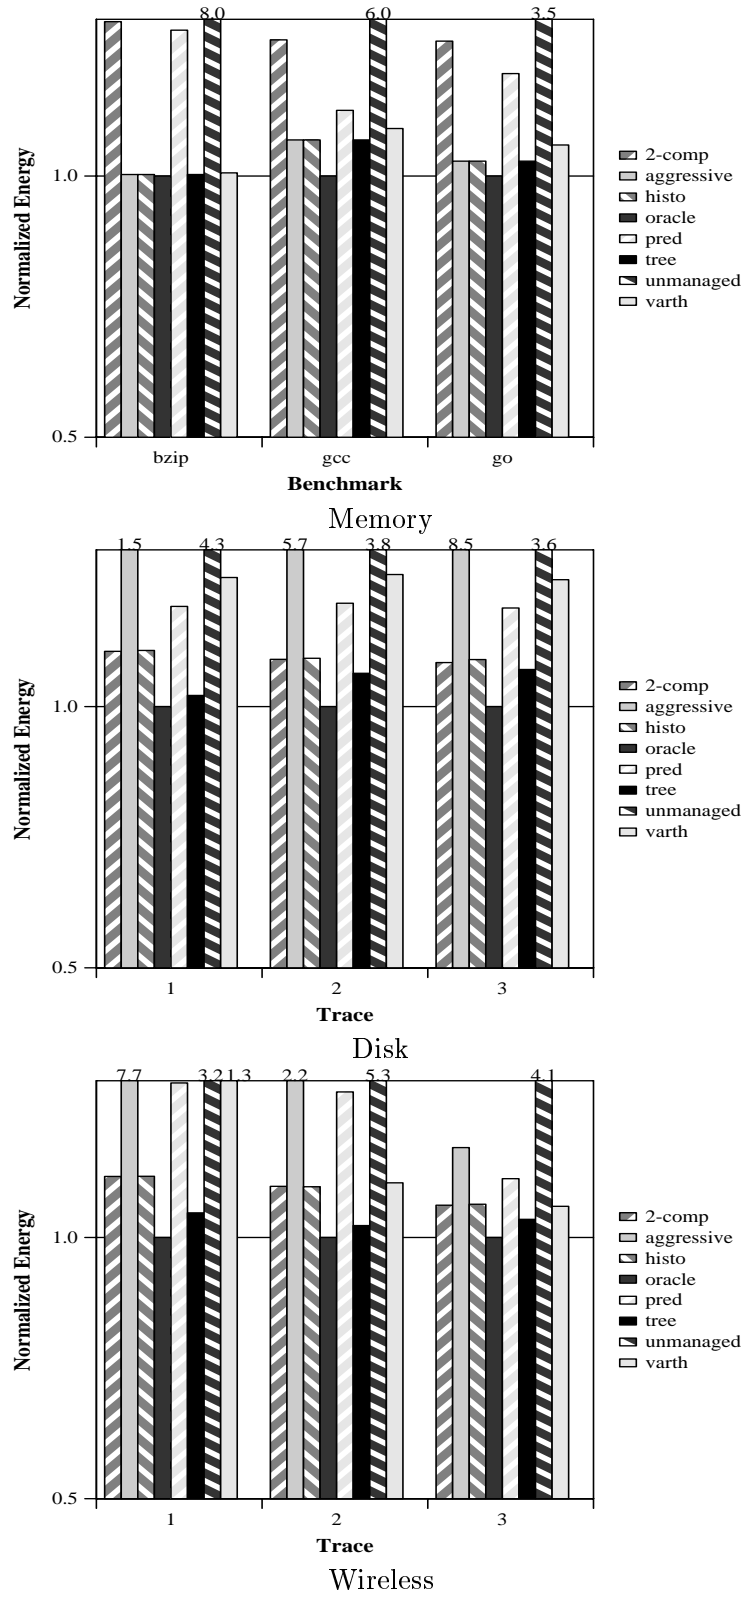 8.0 6.0 3.5
Normalized Energy
1.0
0.5
2-comp
aggressive
histo
oracle
pred
tree
unmanaged
varth
bzip gcc go
Benchmark
Memory
1.5 4.3 5.7 3.8 8.5 3.6
Normalized Energy
1.0
0.5
2-comp
aggressive
histo
oracle
pred
tree
unmanaged
varth
1 2 3
Trace
Disk
7.7 3.2 1.3 2.2 5.3 4.1
Normalized Energy
1.0
0.5
2-comp
aggressive
histo
oracle
pred
tree
unmanaged
varth
1 2 3
Trace
Wireless